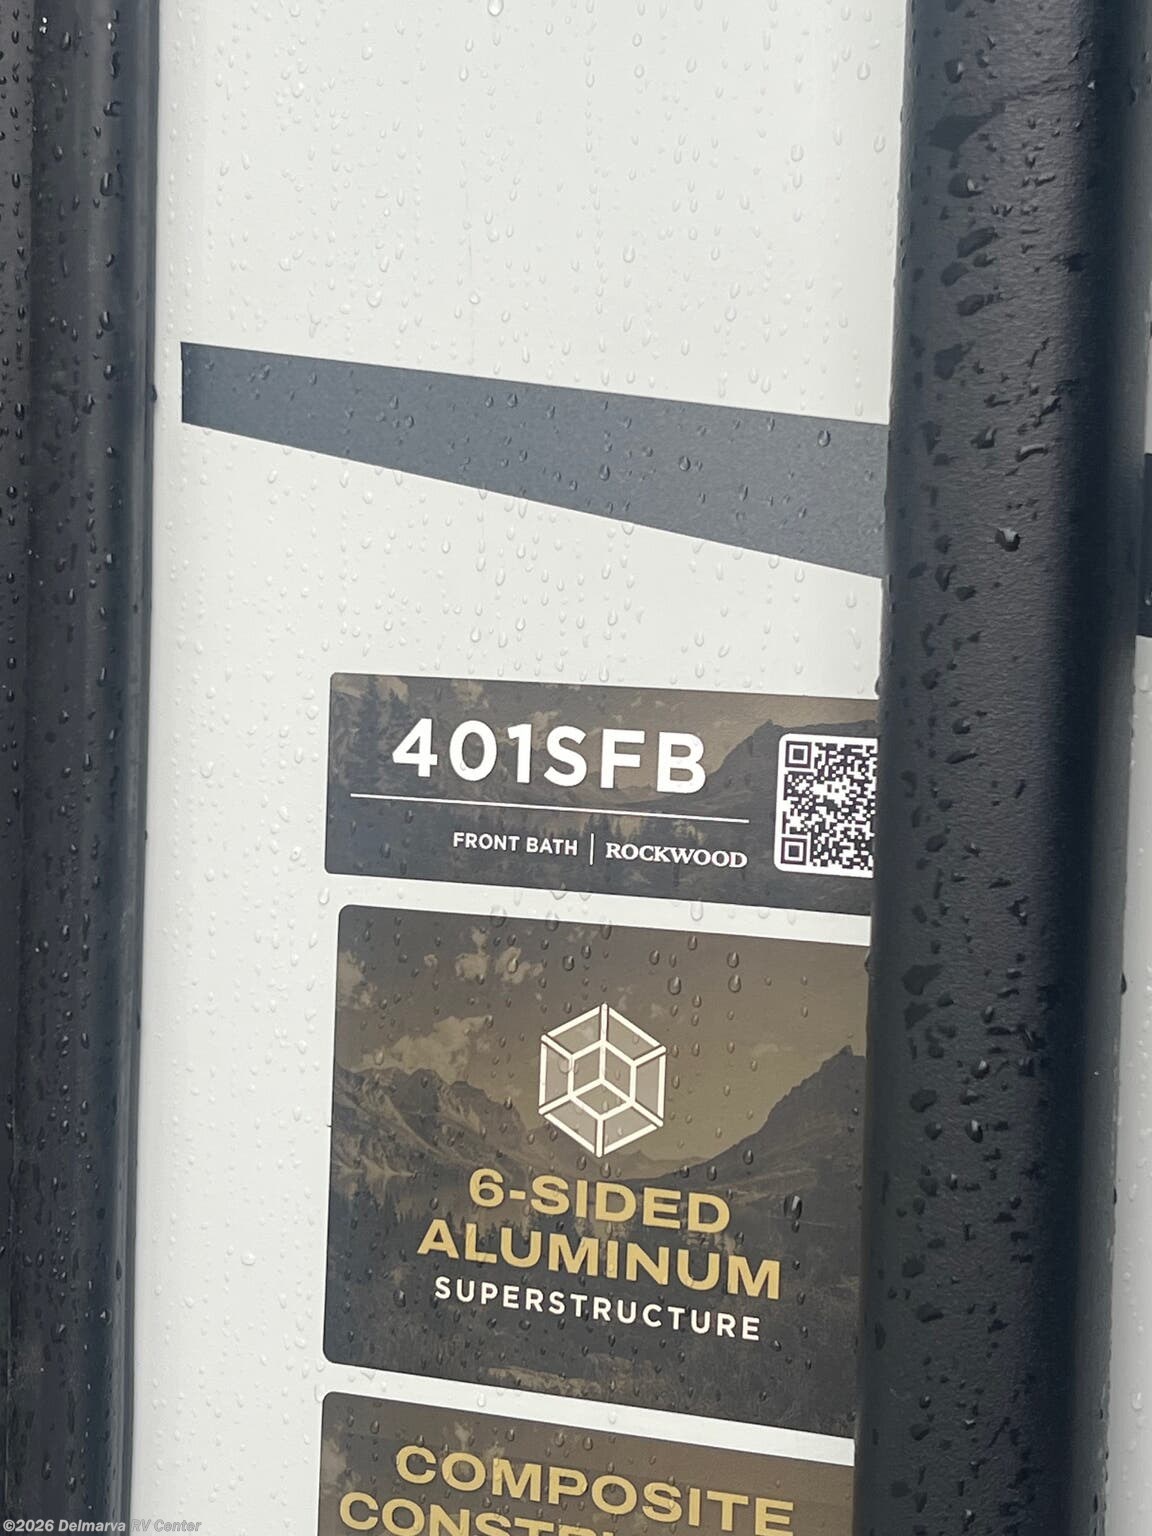 401SFB
FRONT BATH | ROCKWOOD
6-SIDED
ALUMINUM
SUPERSTRUCTURE
COMPOSITE
©2026 Delmarva RV Center